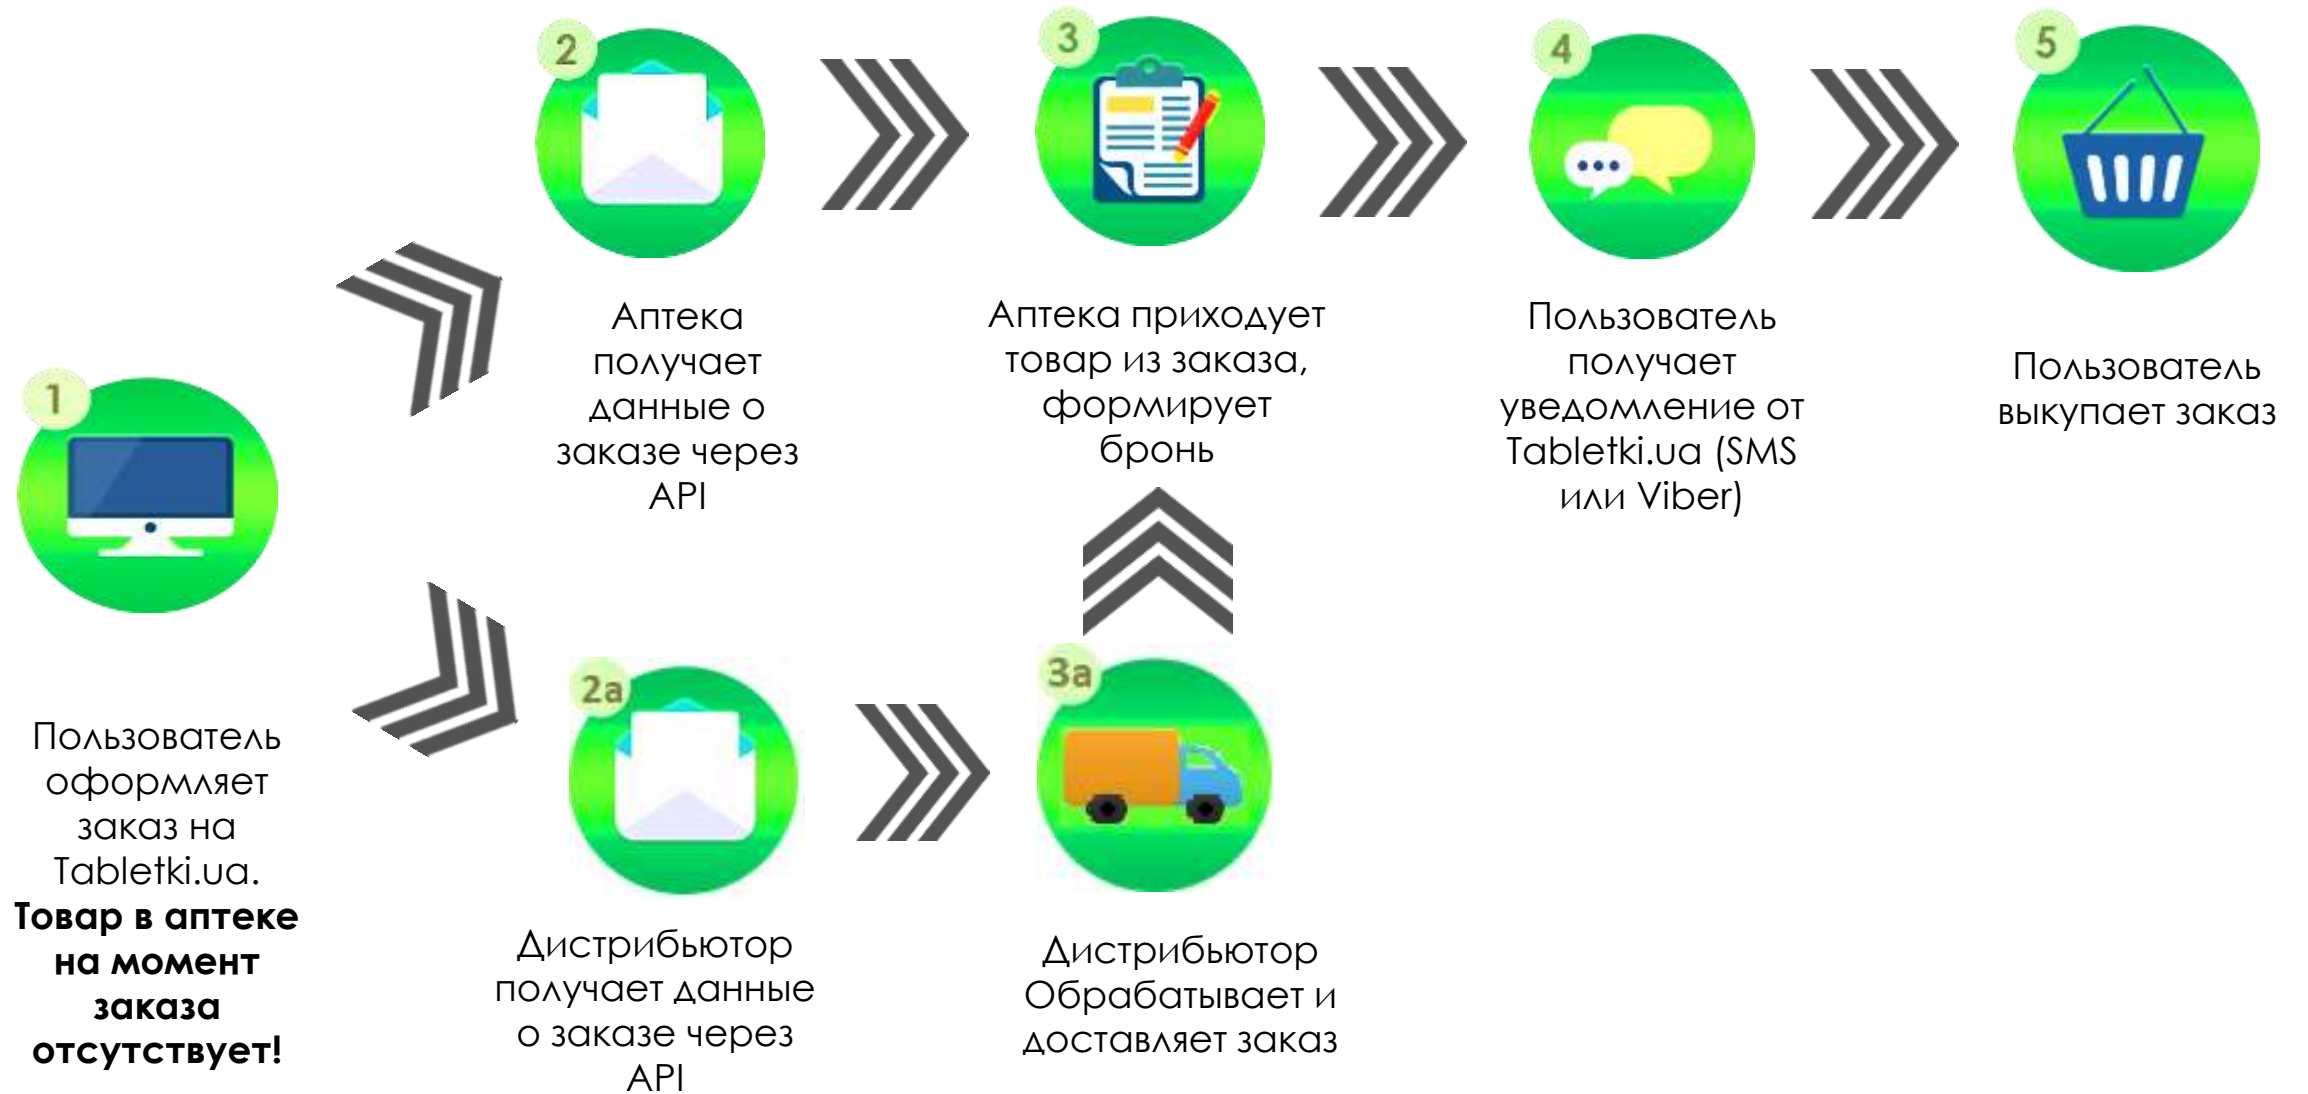 1
Пользователь
оформляет
заказ на
Tabletki.ua.
Товар в аптеке
на момент
заказа
отсутствует!
2
Аптека
получает
данные о
заказе через
API
3
Аптека приходует
товар из заказа,
формирует
бронь
4
Пользователь
получает
уведомление от
Tabletki.ua (SMS
или Viber)
5
Пользователь
выкупает заказ
2а
Дистрибьютор
получает данные
о заказе через
API
3а
Дистрибьютор
Обрабатывает и
доставляет заказ